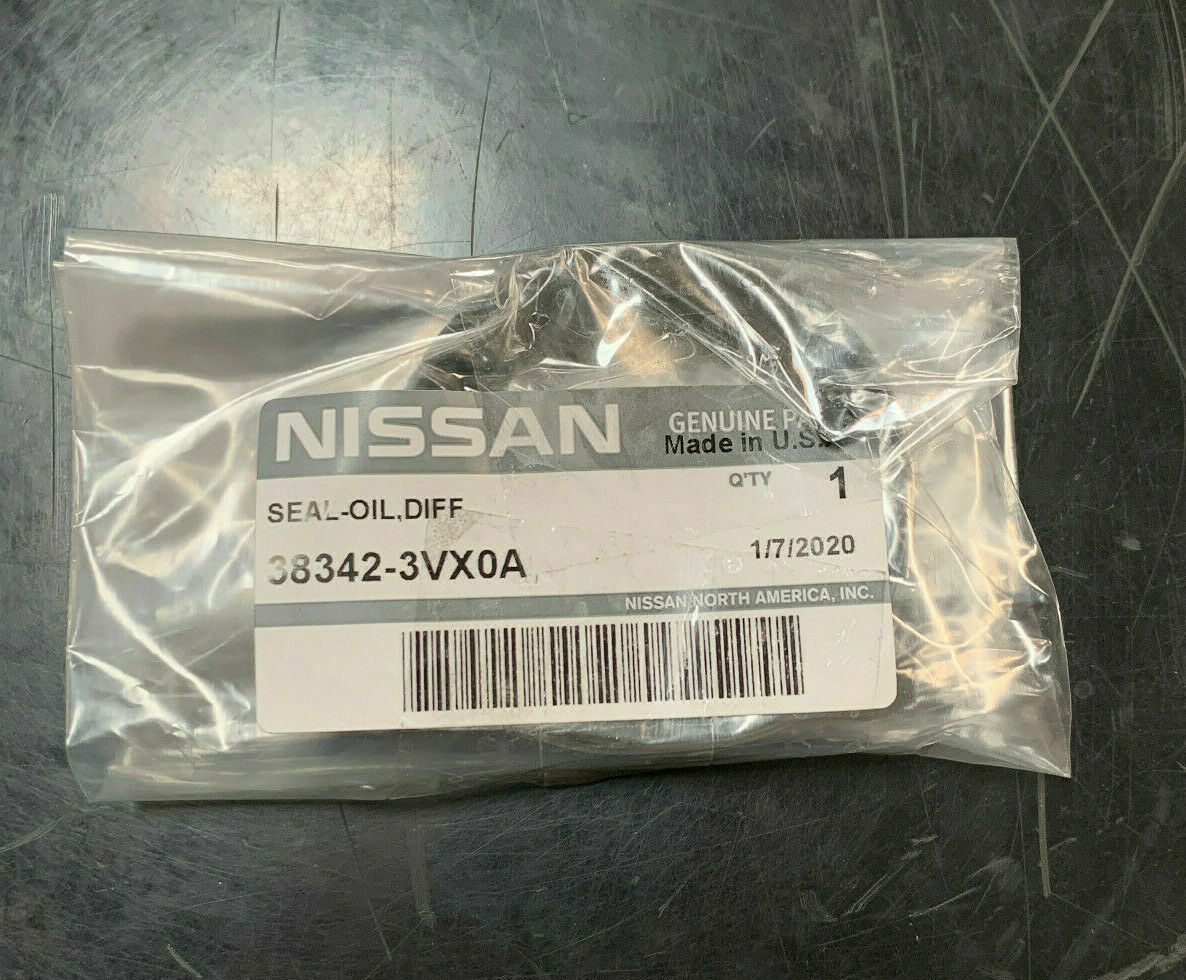 NISSAN
GENUINE
Made in U.S.
Q'TY 1
SEAL-OIL,DIFF
38342-3VX0A
1/7/2020
NISSAN NORTH AMERICA, INC.